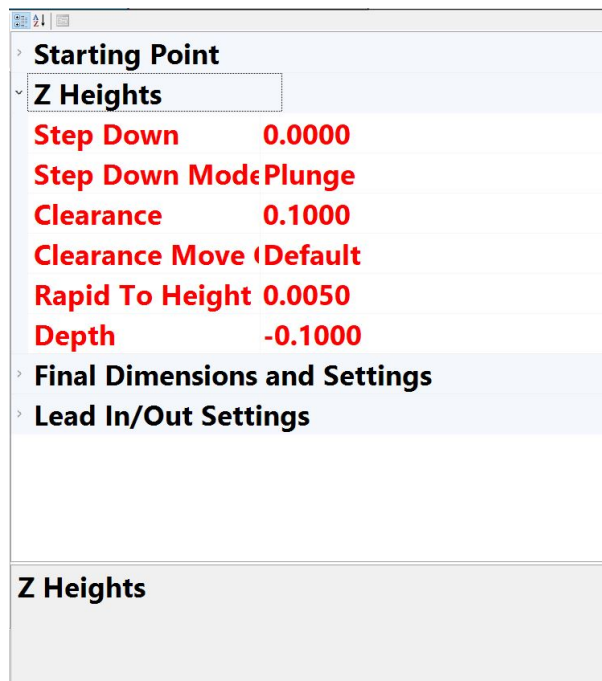 Starting Point
Z Heights
Step Down 0.0000
Step Down Mode Plunge
Clearance 0.1000
Clearance Move Default
Rapid To Height 0.0050
Depth -0.1000
Final Dimensions and Settings
Lead In/Out Settings
Z Heights